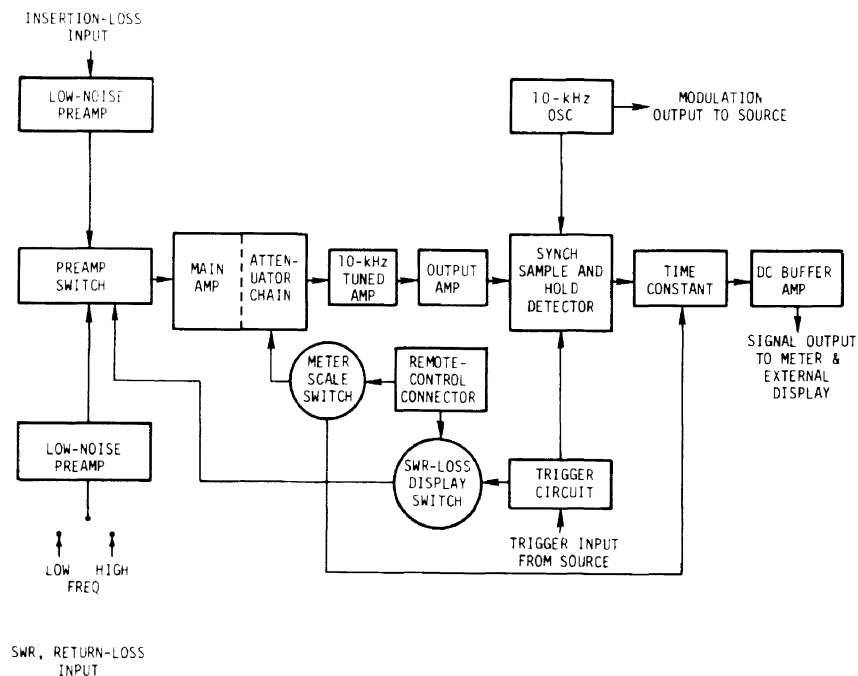 INSERTION-LOSS
INPUT
LOW-NOISE
PREAMP
10-kHz
OSC
MODULATION
OUTPUT TO SOURCE
PREAMP
SWITCH
MAIN
AMP
ATTEN-
UATOR
CHAIN
10-kHz
TUNED
AMP
OUTPUT
AMP
SYNCH
SAMPLE AND
HOLD
DETECTOR
TIME
CONSTANT
DC BUFFER
AMP
SIGNAL OUTPUT
TO METER &
EXTERNAL
DISPLAY
METER
SCALE
SWITCH
REMOTE-
CONTROL
CONNECTOR
LOW-NOISE
PREAMP
SWR-LOSS
DISPLAY
SWITCH
TRIGGER
CIRCUIT
TRIGGER INPUT
FROM SOURCE
LOW HIGH
FREQ
SWR, RETURN-LOSS
INPUT